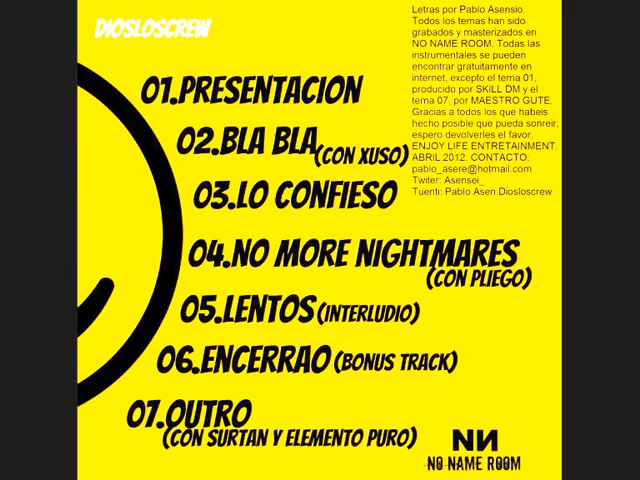 DIOSLOSCREW
Letras por Pablo Asensio.
Todos los temas han sido
grabados y masterizados en
NO NAME ROOM. Todas las
instrumentales se pueden
encontrar gratuitamente en
internet, excepto el tema 01,
producido por SKILL DM y el
tema 07, por MAESTRO GUTE.
Gracias a todos los que habeis
hecho posible que pueda sonreir,
espero devolverles el favor.
ENJOY LIFE ENTRETAINMENT.
ABRIL.2012. CONTACTO:
pablo_asere@hotmail.com
Twiter: Asensei_
Tuenti: Pablo Asen Diosloscrew
01.PRESENTACION
02.BLA BLA
(CON XUSO)
03.LO CONFIESO
04.NO MORE NIGHTMARES
(CON PLIEGO)
05.LENTOS (INTERLUDIO)
06.ENCERRAO (BONUS TRACK)
07.OUTRO
(CON SURTAN Y ELEMENTO PURO)
NN
NO NAME ROOM